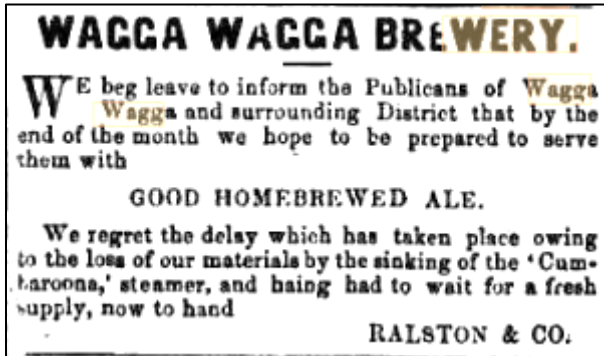 WAGGA WAGGA BREWERY.
WE beg leave to inform the Publicans of Wagga
Wagga and surrounding District that by the
end of the month we hope to be prepared to serve
them with
GOOD HOMEBREWED ALE.
We regret the delay which has taken place owing
to the loss of our materials by the sinking of the ‘Cum-
baroona,’ steamer, and haing had to wait for a fresh
supply, now to hand
RALSTON & CO.